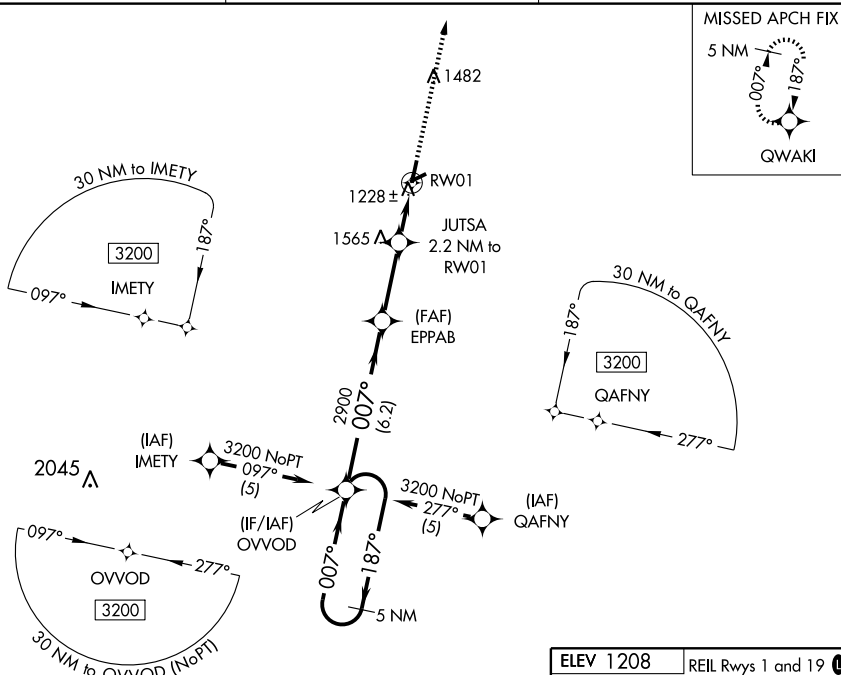 MISSED APCH FIX
5 NM
007°
187°
QWAKI
1482
RW01
1228 ±
JUTSA
2.2 NM to
RW01
1565
(FAF)
EPPAB
30 NM to IMETY
3200
IMETY
097°
187°
30 NM to QAFNY
187°
3200
QAFNY
277°
2900
007°
(6.2)
(IAF)
IMETY
3200 NoPT
097°
(5)
2045
(IF/IAF)
OVVOD
3200 NoPT
277°
(5)
(IAF)
QAFNY
097°
277°
OVVOD
3200
30 NM to OVVOD (NoPT)
007°
187°
5 NM
ELEV 1208
REIL Rwys 1 and 19 L